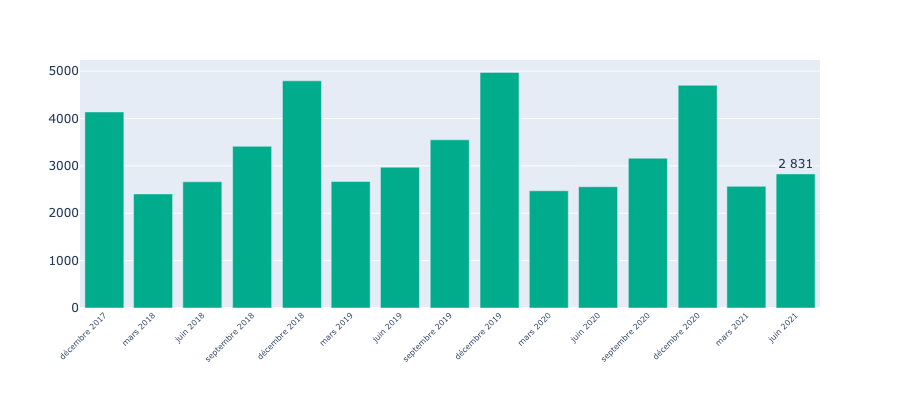 5000
4000
3000
2000
1000
0
2 831
décembre 2017
mars 2018
juin 2018
septembre 2018
décembre 2018
mars 2019
juin 2019
septembre 2019
décembre 2019
mars 2020
juin 2020
septembre 2020
décembre 2020
mars 2021
juin 2021